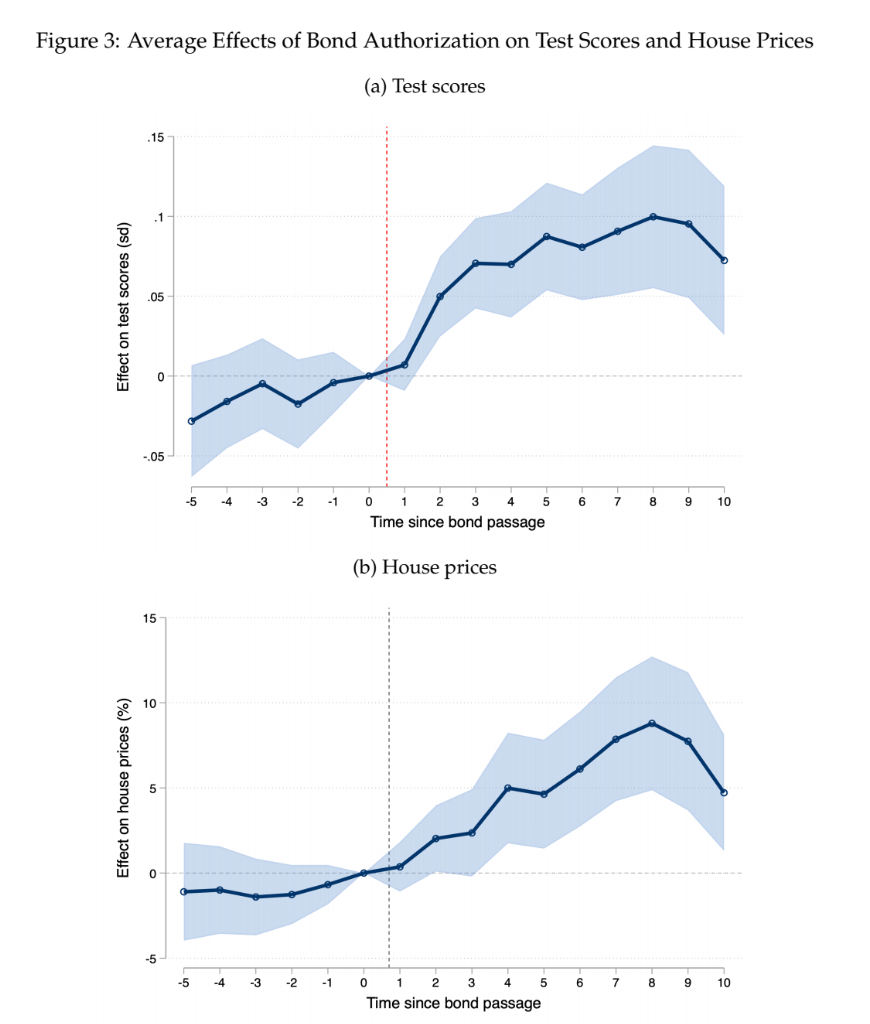 Figure 3: Average Effects of Bond Authorization on Test Scores and House Prices
(a) Test scores
Effect on test scores (sd)
.15
.1
.05
0
-.05
-5 -4 -3 -2 -1 0 1 2 3 4 5 6 7 8 9 10
Time since bond passage
(b) House prices
Effect on house prices (%)
15
10
5
0
-5
-5 -4 -3 -2 -1 0 1 2 3 4 5 6 7 8 9 10
Time since bond passage